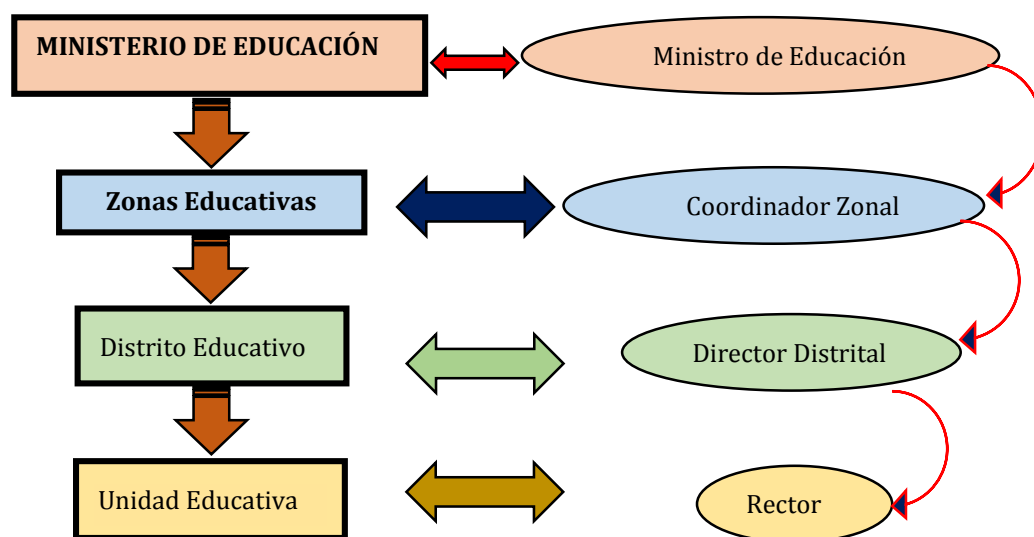 MINISTERIO DE EDUCACIÓN
Ministro de Educación
Zonas Educativas
Coordinador Zonal
Distrito Educativo
Director Distrital
Unidad Educativa
Rector